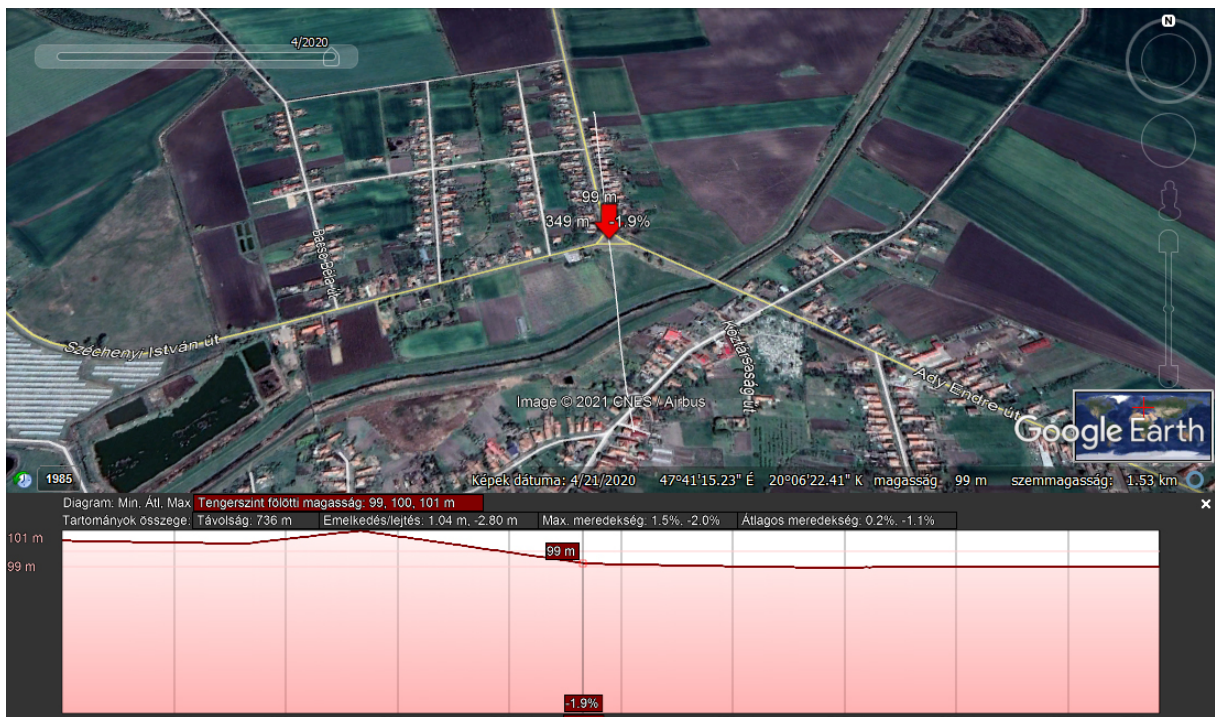 4/2020
N
99 m
349 m -1.9%
Bacsó Béla út
Széchenyi István út
Köztársaság út
Ady Endre út
Image © 2021 CNES / Airbus
Google Earth
1985
Képek dátuma: 4/21/2020 47°41'15.23" É 20°06'22.41" K magasság 99 m szemmagasság: 1.53 km
Diagram: Min. Átl. Max Tengerszint fölötti magasság: 99, 100, 101 m
Tartományok összege: Távolság: 736 m Emelkedés/lejtés: 1.04 m, -2.80 m Max. meredekség: 1.5%, -2.0% Átlagos meredekség: 0.2%, -1.1%
101 m
99 m
99 m
-1.9%